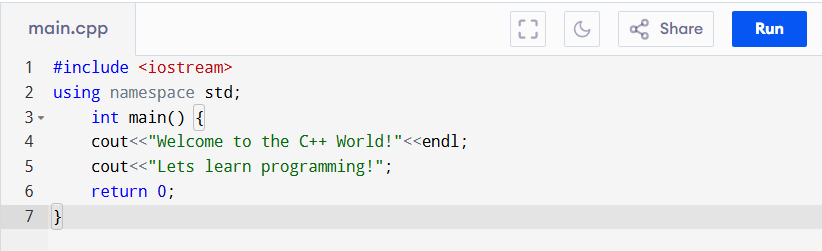 main.cpp Share Run
1 #include <iostream>
2 using namespace std;
3 int main() {
4 cout<<"Welcome to the C++ World!"<<endl;
5 cout<<"Lets learn programming!";
6 return 0;
7 }